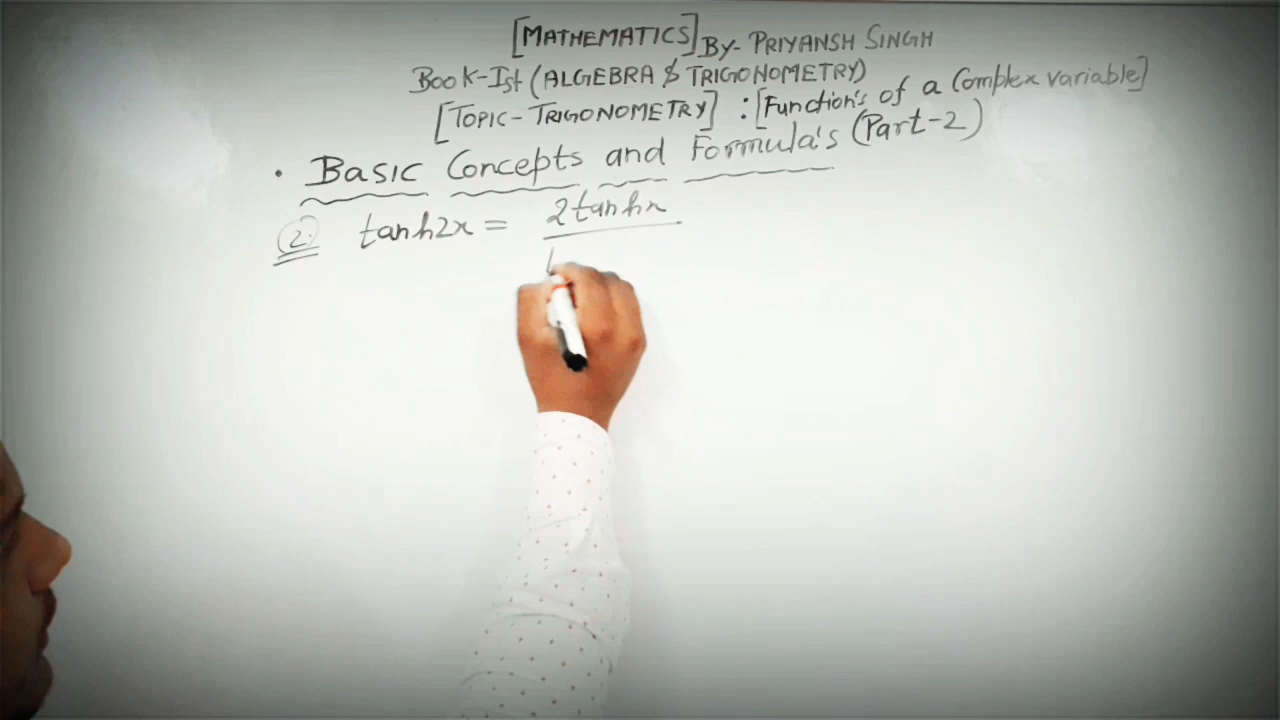 [MATHEMATICS] By- PRIYANSH SINGH
Book-Ist (ALGEBRA & TRIGONOMETRY)
[TOPIC- TRIGONOMETRY] : [Function's of a Complex variable]
• Basic Concepts and Formula's (Part-2)
2. tanh2x = 2tanhx
1